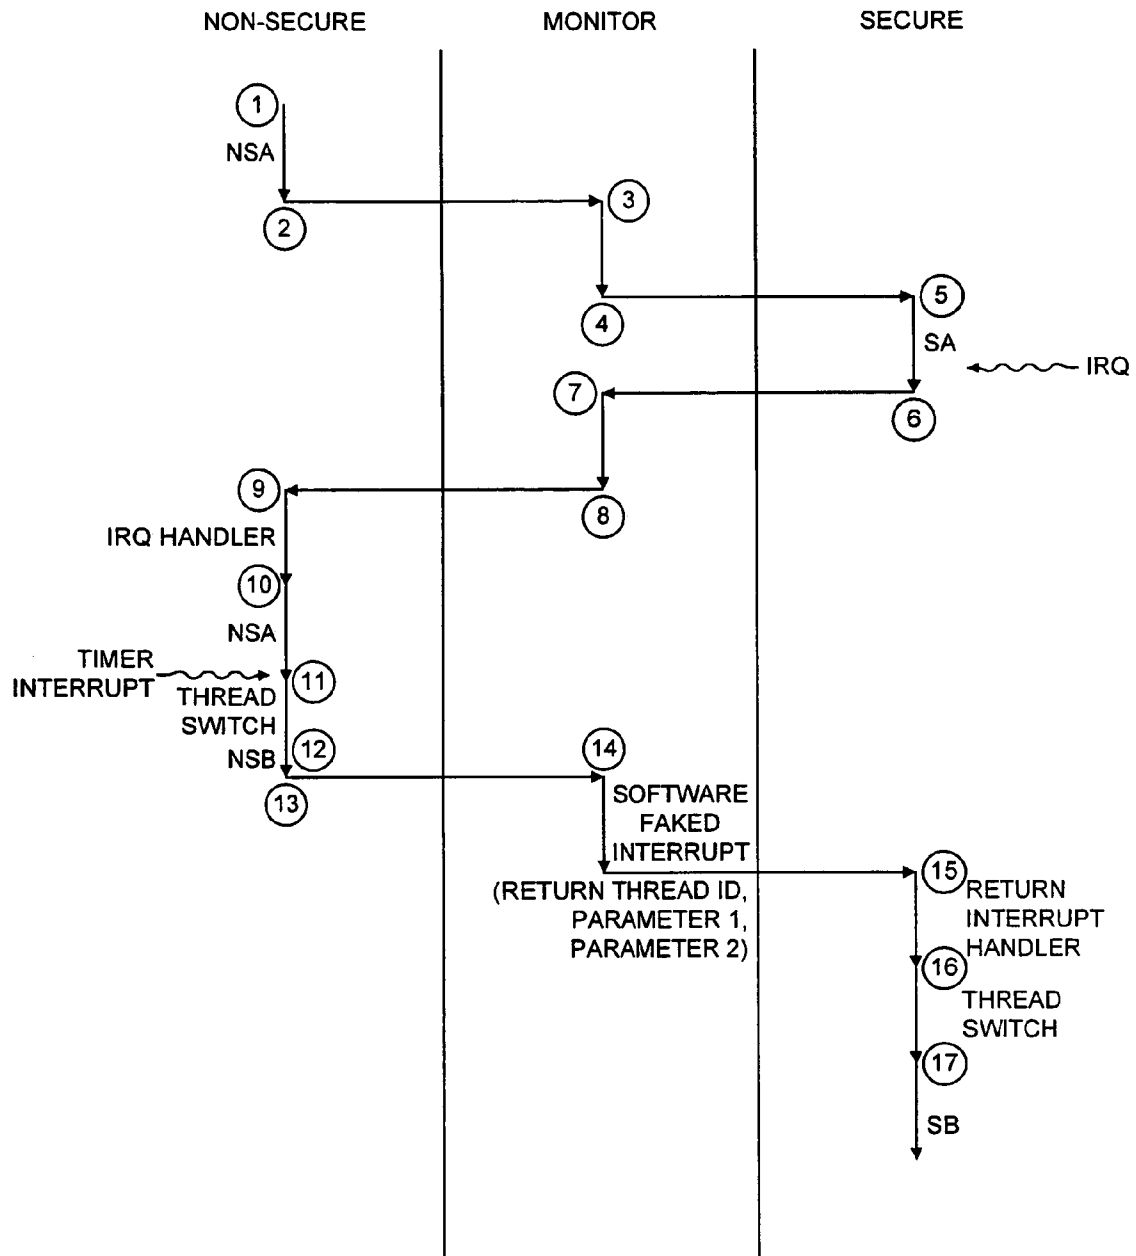 NON-SECURE
MONITOR
SECURE
1
NSA
2
3
4
5
SA
IRQ
6
7
8
9
IRQ HANDLER
10
NSA
TIMER
INTERRUPT
11
THREAD
SWITCH
12
NSB
13
14
SOFTWARE
FAKED
INTERRUPT
(RETURN THREAD ID,
PARAMETER 1,
PARAMETER 2)
15
RETURN
INTERRUPT
HANDLER
16
THREAD
SWITCH
17
SB